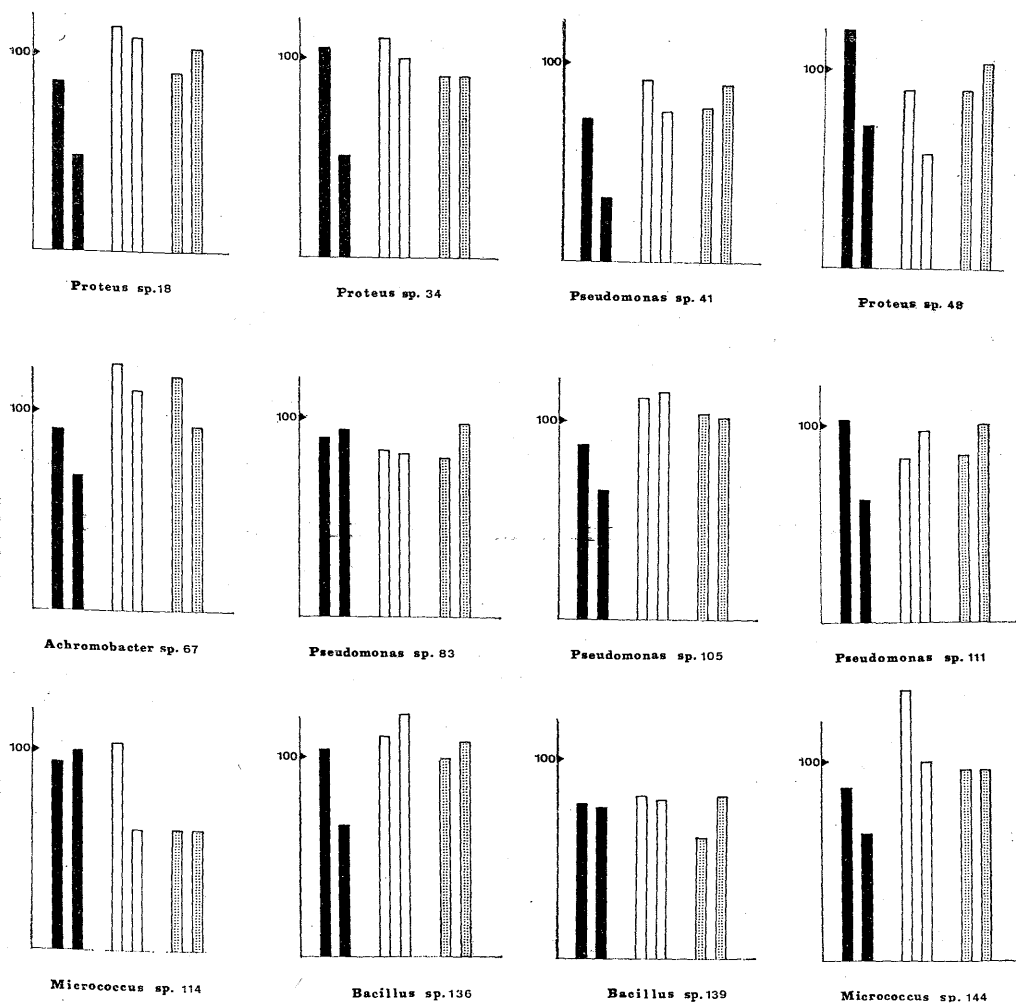 100 100 100 100
Proteus sp.18 Proteus sp. 34 Pseudomonas sp. 41 Proteus sp. 48
100 100 100 100
Achromobacter sp. 67 Pseudomonas sp. 83 Pseudomonas sp. 105 Pseudomonas sp. 111
100 100 100 100
Micrococcus sp. 114 Bacillus sp. 136 Bacillus sp. 139 Micrococcus sp. 144